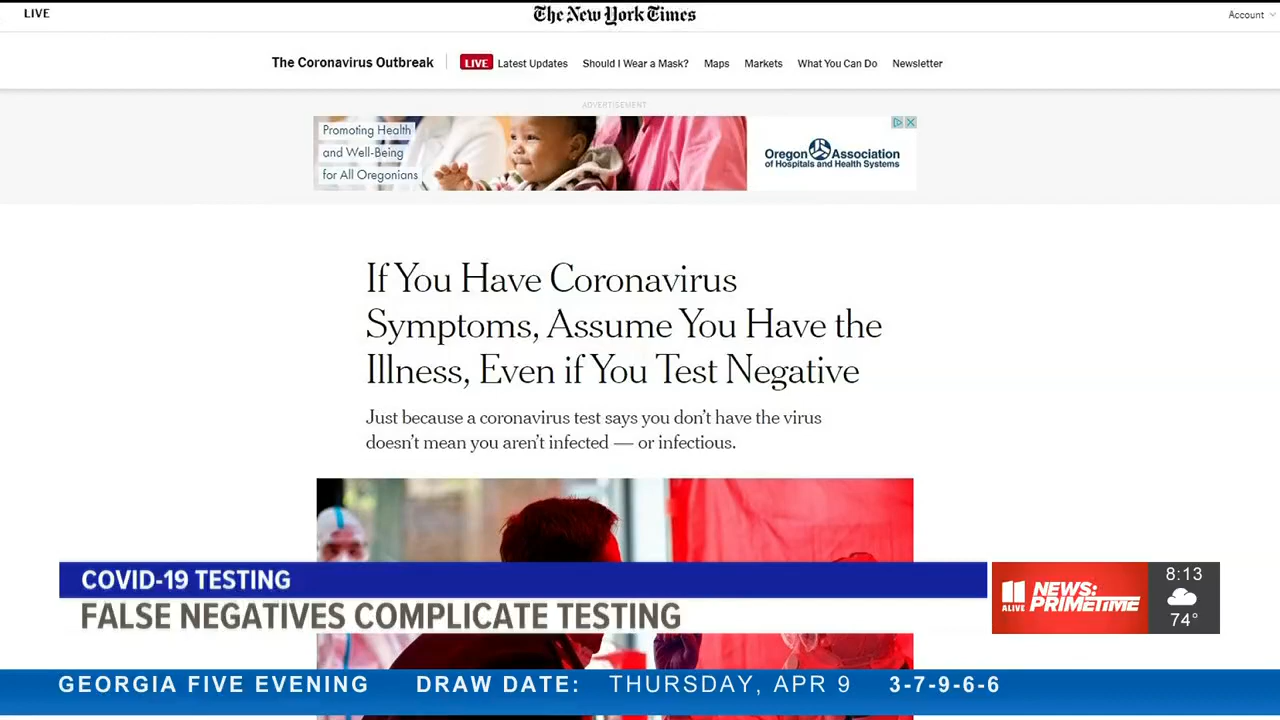 LIVE
The New York Times
Account
The Coronavirus Outbreak
LIVE Latest Updates Should I Wear a Mask? Maps Markets What You Can Do Newsletter
ADVERTISEMENT
Promoting Health
and Well-Being
for All Oregonians
Oregon Association
of Hospitals and Health Systems
If You Have Coronavirus
Symptoms, Assume You Have the
Illness, Even if You Test Negative
Just because a coronavirus test says you don't have the virus
doesn't mean you aren't infected — or infectious.
COVID-19 TESTING
FALSE NEGATIVES COMPLICATE TESTING
11 ALIVE NEWS: PRIMETIME
8:13
74°
GEORGIA FIVE EVENING DRAW DATE: THURSDAY, APR 9 3-7-9-6-6